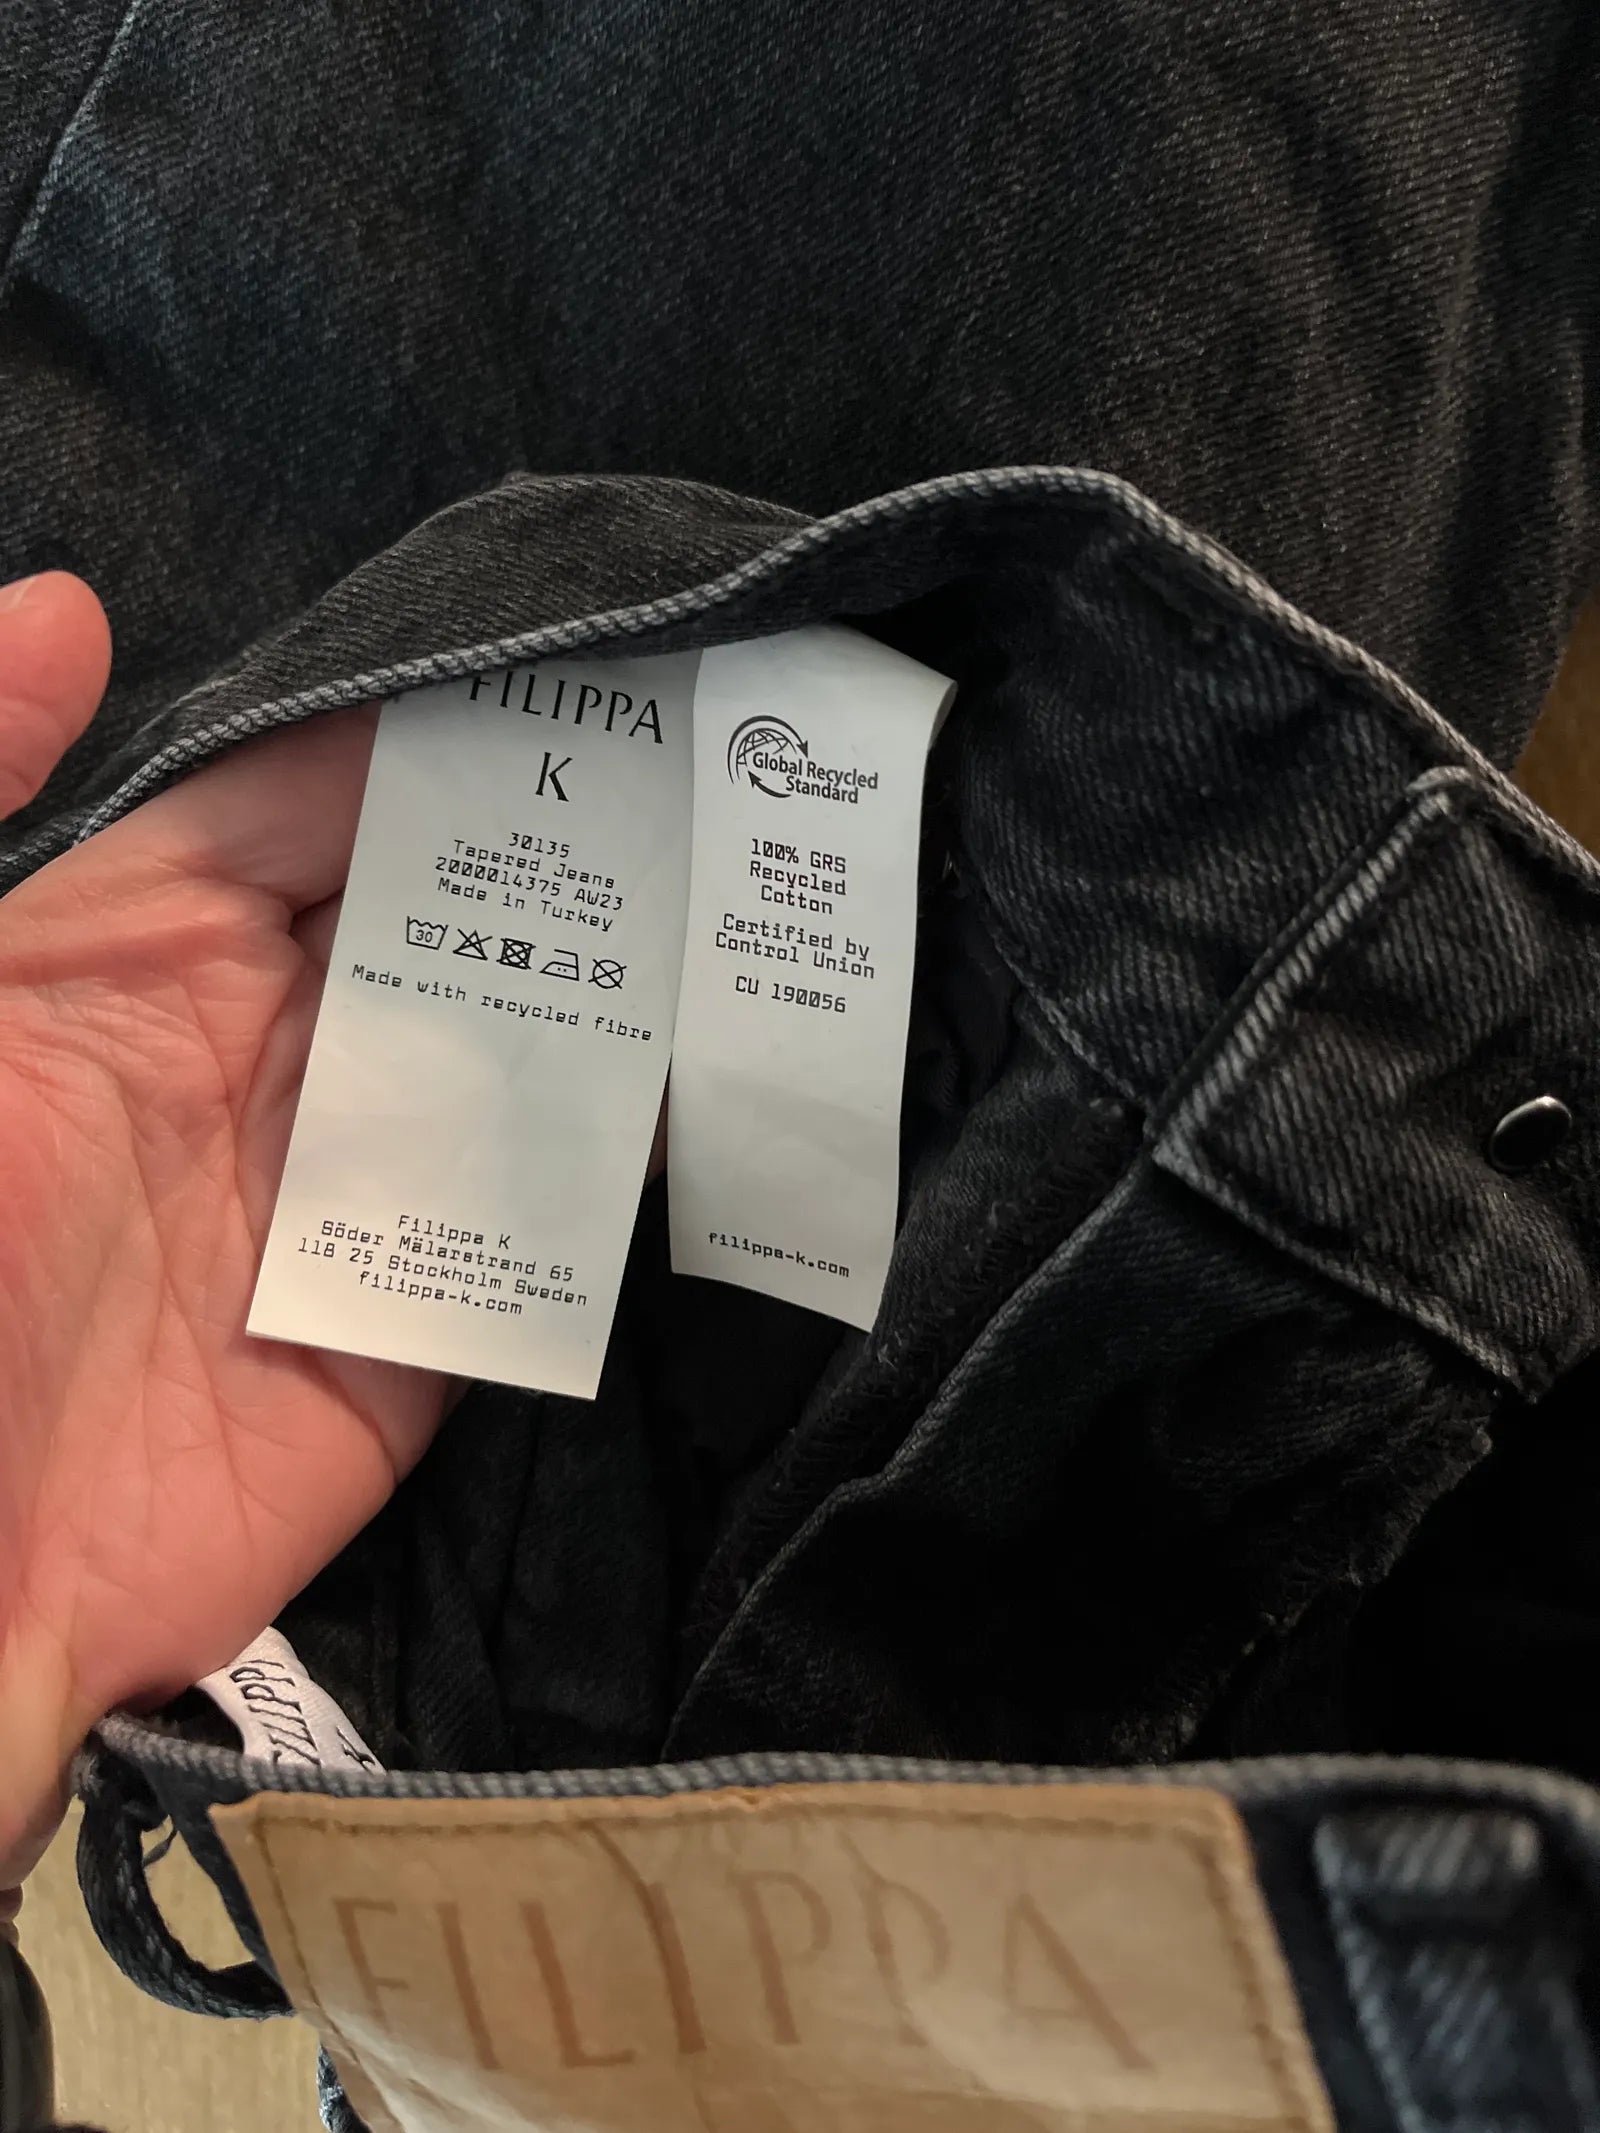 FILIPPA
K
30135
Tapered Jeans
2000014375 AW23
Made in Turkey
30
Made with recycled fibre
Filippa K
Söder Mälarstrand 65
118 25 Stockholm Sweden
filippa-k.com
Global Recycled
Standard
100% GRS
Recycled
Cotton
Certified by
Control Union
CU 190056
filippa-k.com
FILIPPA K
FILIPPA